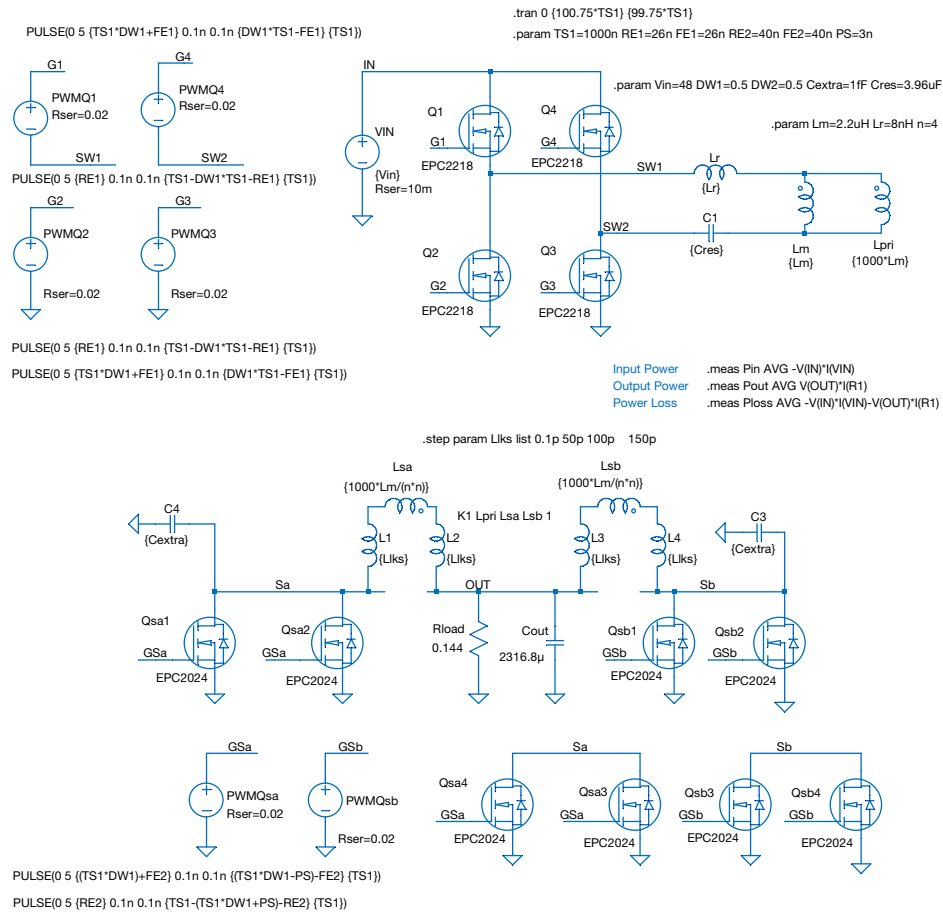 .tran 0 {100.75*TS1} {99.75*TS1}
PULSE(0 5 {TS1*DW1+FE1} 0.1n 0.1n {DW1*TS1-FE1} {TS1})
.param TS1=1000n RE1=26n FE1=26n RE2=40n FE2=40n PS=3n
G1
G4
IN
.param Vin=48 DW1=0.5 DW2=0.5 Cextra=1fF Cres=3.96uF
PWMQ1
Rser=0.02
PWMQ4
Rser=0.02
Q1
Q4
.param Lm=2.2uH Lr=8nH n=4
VIN
{Vin}
Rser=10m
G1
G4
EPC2218
EPC2218
SW1
SW2
SW1
Lr
{Lr}
PULSE(0 5 {RE1} 0.1n 0.1n {TS1-DW1*TS1-RE1} {TS1})
G2
G3
SW2
C1
{Cres}
PWMQ2
PWMQ3
Q2
Q3
Lm
{Lm}
Lpri
{1000*Lm}
Rser=0.02
Rser=0.02
G2
G3
EPC2218
EPC2218
PULSE(0 5 {RE1} 0.1n 0.1n {TS1-DW1*TS1-RE1} {TS1})
PULSE(0 5 {TS1*DW1+FE1} 0.1n 0.1n {DW1*TS1-FE1} {TS1})
Input Power .meas Pin AVG -V(IN)*I(VIN)
Output Power .meas Pout AVG V(OUT)*I(R1)
Power Loss .meas Ploss AVG -V(IN)*I(VIN)-V(OUT)*I(R1)
.step param Llks list 0.1p 50p 100p 150p
Lsa
{1000*Lm/(n*n)}
Lsb
{1000*Lm/(n*n)}
C4
{Cextra}
K1 Lpri Lsa Lsb 1
C3
{Cextra}
L1
{Llks}
L2
{Llks}
L3
{Llks}
L4
{Llks}
Sa
OUT
Sb
Qsa1
Qsa2
Rload
0.144
Cout
2316.8µ
Qsb1
Qsb2
GSa
GSa
GSb
GSb
EPC2024
EPC2024
EPC2024
EPC2024
GSa
GSb
Sa
Sb
PWMQsa
Rser=0.02
PWMQsb
Rser=0.02
Qsa4
Qsa3
Qsb3
Qsb4
GSa
GSa
GSb
GSb
EPC2024
EPC2024
EPC2024
EPC2024
PULSE(0 5 {(TS1*DW1)+FE2} 0.1n 0.1n {(TS1*DW1-PS)-FE2} {TS1})
PULSE(0 5 {RE2} 0.1n 0.1n {TS1-(TS1*DW1+PS)-RE2} {TS1})